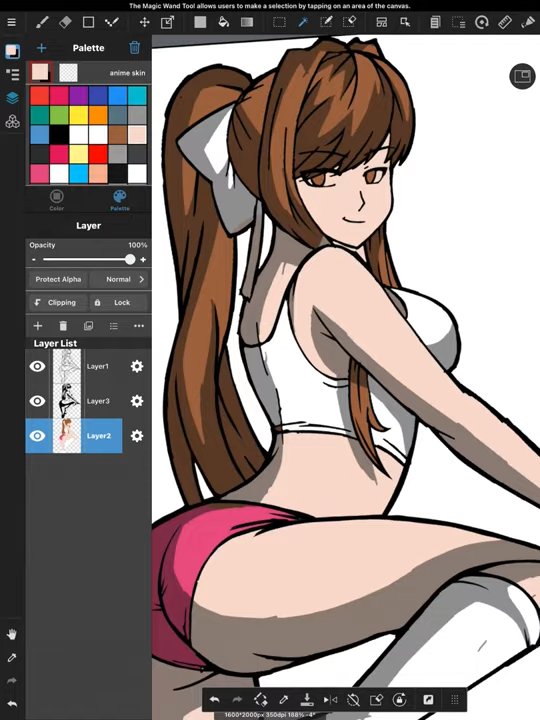 The Magic Wand Tool allows users to make a selection by tapping on an area of the canvas.
Palette
anime skin
Color
Palette
Layer
Opacity 100%
- +
Protect Alpha Normal
Clipping Lock
Layer List
Layer1
Layer3
Layer2
1600*2000px 350dpi 188% -4°